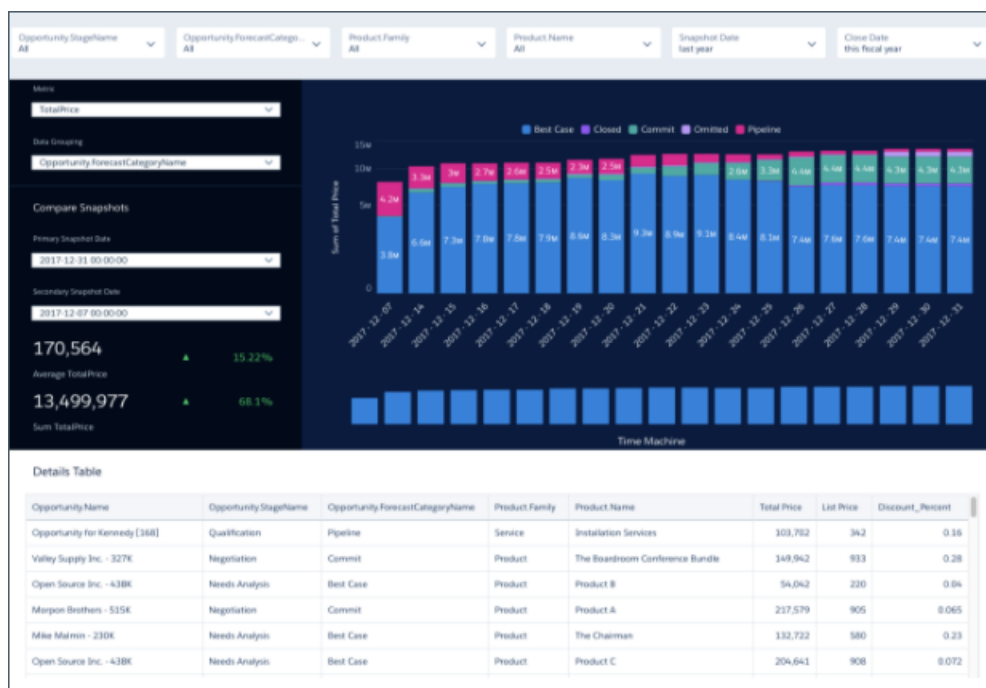 Opportunity.StageName
All
Opportunity.ForecastCatego...
All
Product.Family
All
Product.Name
All
Snapshot Date
last year
Close Date
this fiscal year
Metric
TotalPrice
Data Grouping
Opportunity.ForecastCategoryName
Compare Snapshots
Primary Snapshot Date
2017-12-31 00:00:00
Secondary Snapshot Date
2017-12-07 00:00:00
170,564 ▲ 15.22%
Average TotalPrice
13,499,977 ▲ 68.1%
Sum TotalPrice
Best Case Closed Commit Omitted Pipeline
Sum of Total Price
15M
10M
5M
0
4.2M 3.3M 3M 2.7M 2.6M 2.5M 2.3M 2.5M 2.6M 3.3M 4.4M 4.4M 4.4M 4.3M 4.3M 4.3M
3.8M 6.6M 7.3M 7.8M 7.8M 7.9M 8.6M 8.3M 9.3M 8.9M 9.1M 8.4M 8.1M 7.4M 7.6M 7.6M 7.4M 7.4M 7.4M
2017-12-07 2017-12-14 2017-12-15 2017-12-16 2017-12-17 2017-12-18 2017-12-19 2017-12-20 2017-12-21 2017-12-22 2017-12-23 2017-12-24 2017-12-25 2017-12-26 2017-12-27 2017-12-28 2017-12-29 2017-12-30 2017-12-31
Time Machine
Details Table
Opportunity.Name Opportunity.StageName Opportunity.ForecastCategoryName Product.Family Product.Name Total Price List Price Discount_Percent
Opportunity for Kennedy [168] Qualification Pipeline Service Installation Services 103,702 342 0.16
Valley Supply Inc. - 327K Negotiation Commit Product The Boardroom Conference Bundle 149,942 933 0.28
Open Source Inc. - 438K Needs Analysis Best Case Product Product B 54,042 220 0.04
Morpon Brothers - 515K Negotiation Commit Product Product A 217,579 905 0.065
Mike Malmin - 230K Needs Analysis Best Case Product The Chairman 132,722 580 0.23
Open Source Inc. - 438K Needs Analysis Best Case Product Product C 204,641 908 0.072